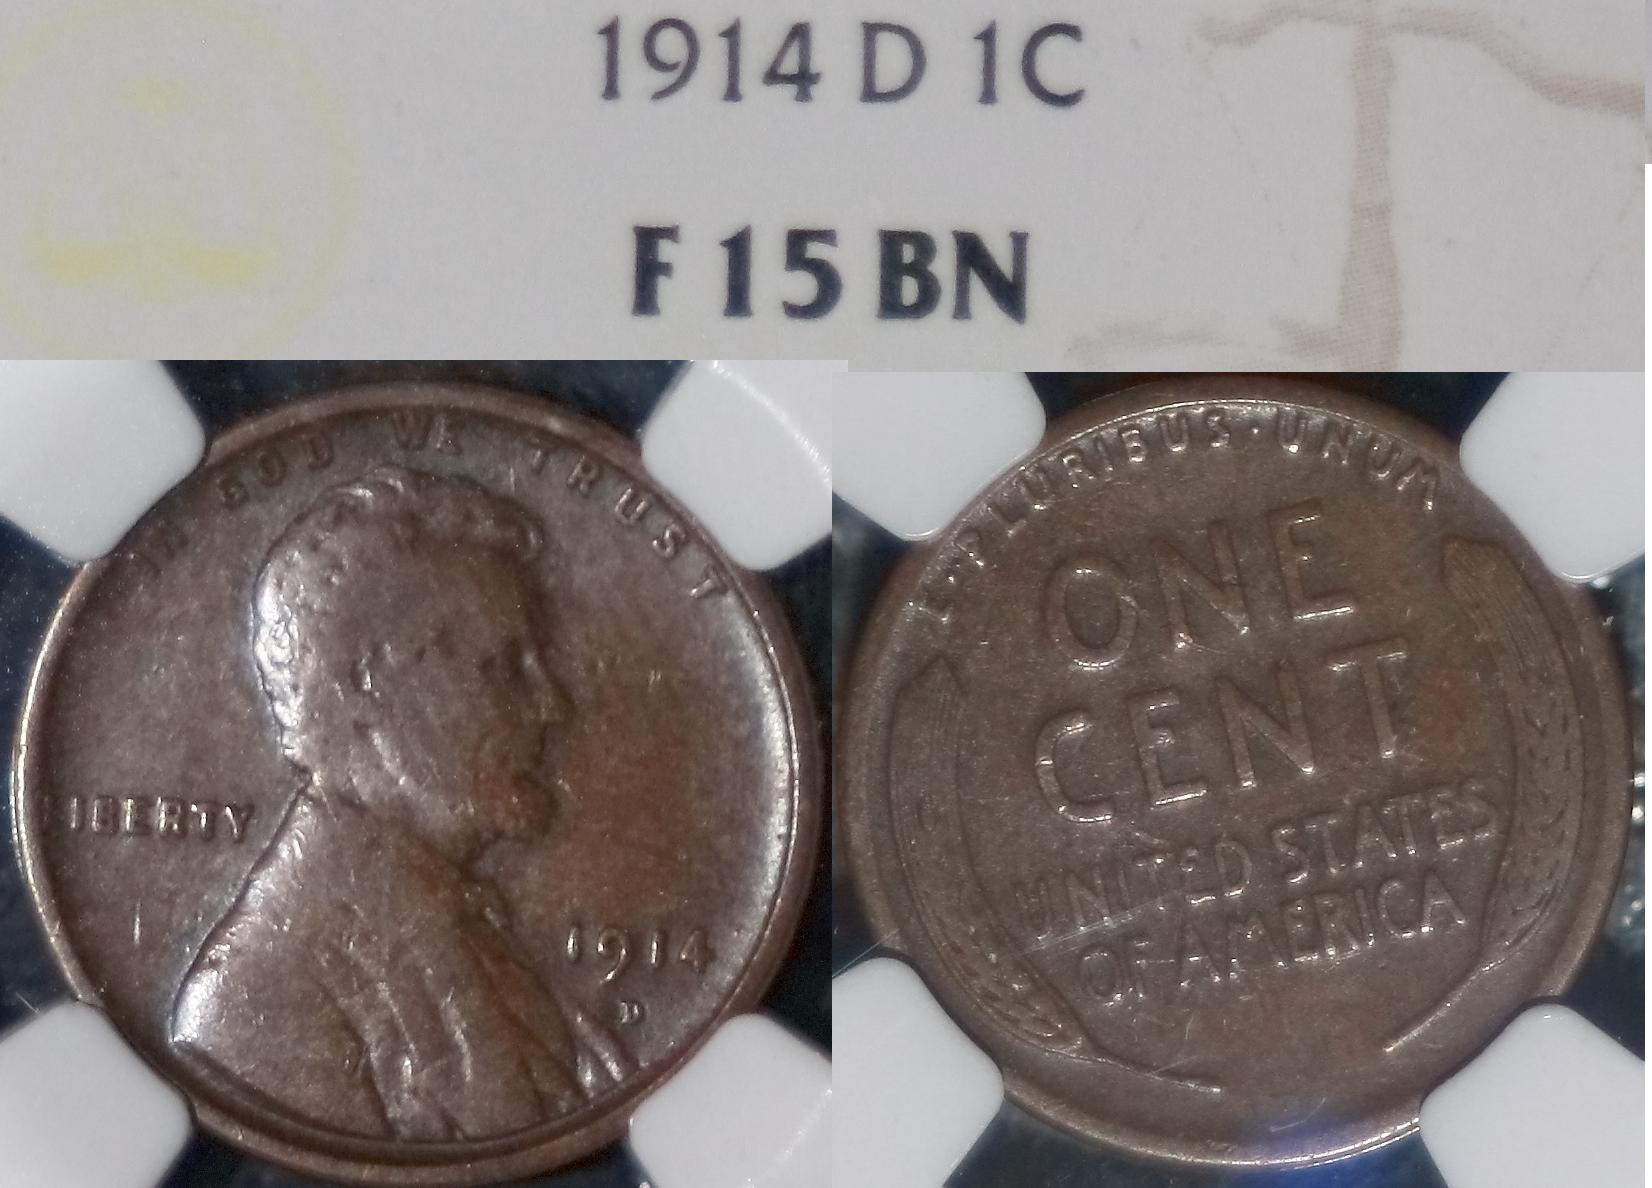 1914 D 1C
F 15 BN
IN GOD WE TRUST
LIBERTY
1914
D
E·PLURIBUS·UNUM
ONE
CENT
UNITED STATES
OF AMERICA